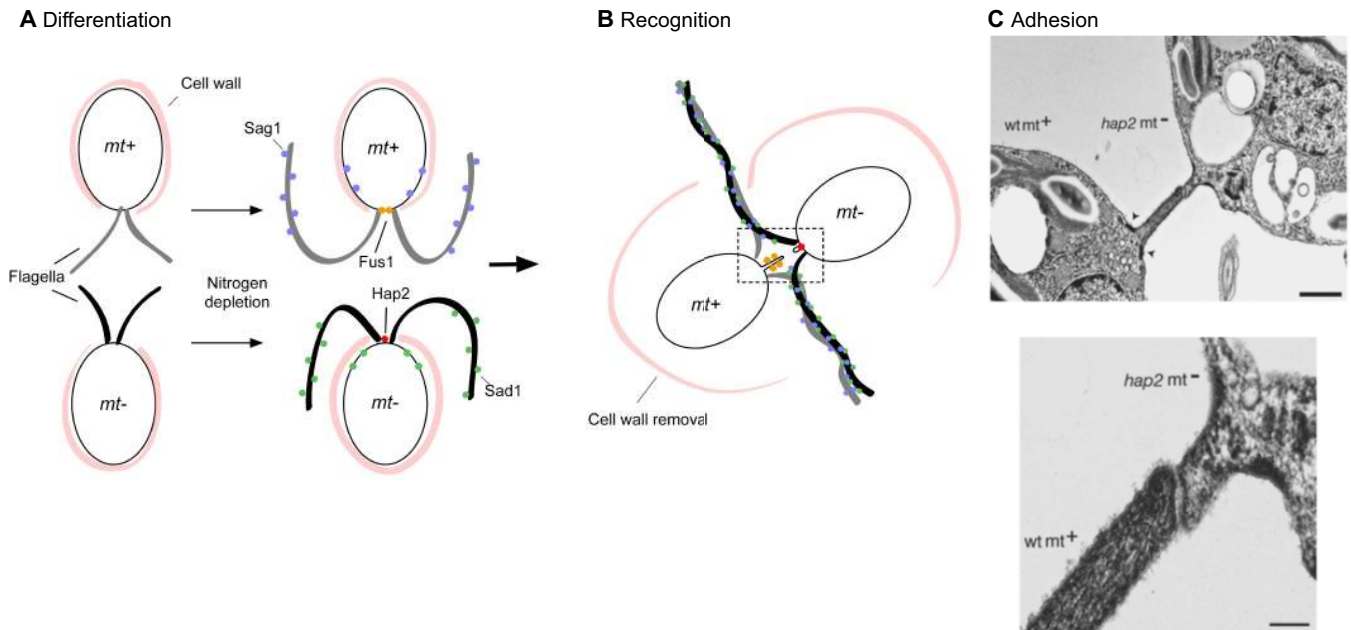 A Differentiation
Cell wall
mt+
Flagella
mt-
Nitrogen
depletion
Sag1
mt+
Fus1
Hap2
Sad1
mt-
B Recognition
mt-
mt+
Cell wall removal
C Adhesion
wt mt+
hap2 mt-
hap2 mt-
wt mt+